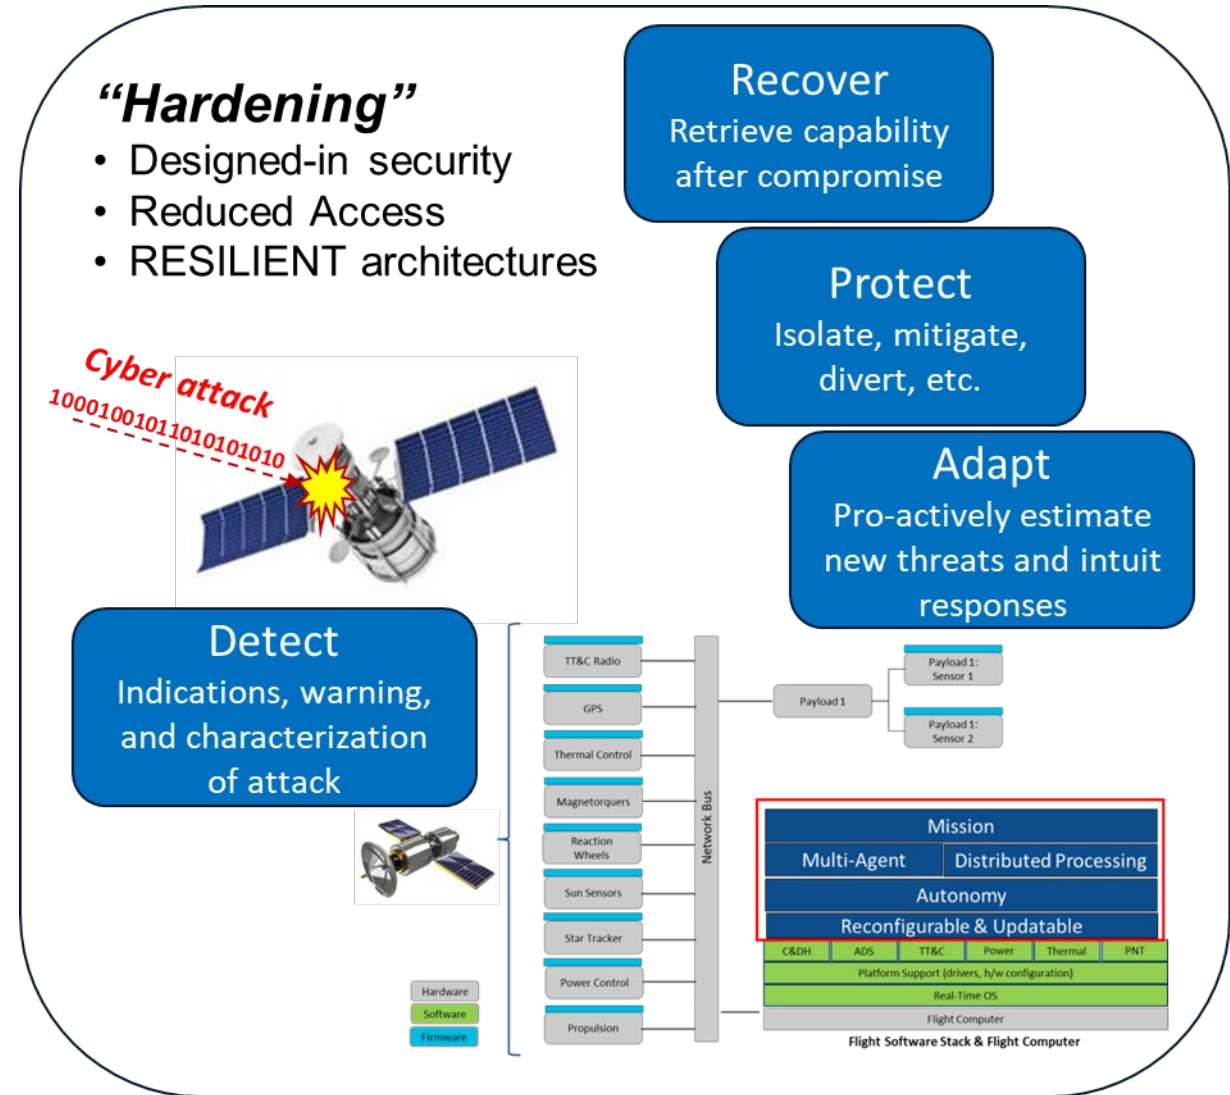 “Hardening”
• Designed-in security
• Reduced Access
• RESILIENT architectures
Recover
Retrieve capability
after compromise
Protect
Isolate, mitigate,
divert, etc.
Adapt
Pro-actively estimate
new threats and intuit
responses
Cyber attack
1000100101101010101010
Detect
Indications, warning,
and characterization
of attack
TT&C Radio
GPS
Thermal Control
Magnetorquers
Reaction
Wheels
Sun Sensors
Star Tracker
Power Control
Propulsion
Network Bus
Payload 1
Payload 1:
Sensor 1
Payload 1:
Sensor 2
Mission
Multi-Agent Distributed Processing
Autonomy
Reconfigurable & Updatable
C&DH ADS TT&C Power Thermal PNT
Platform Support (drivers, h/w configuration)
Real-Time OS
Flight Computer
Flight Software Stack & Flight Computer
Hardware
Software
Firmware